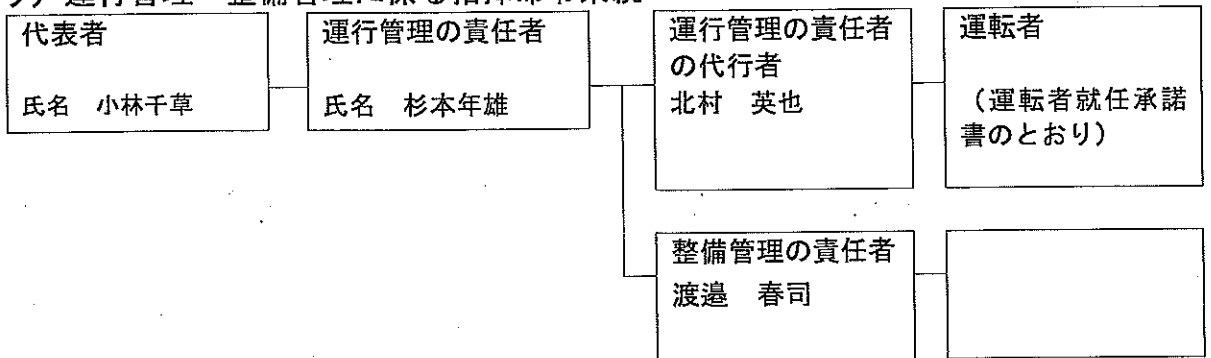 運行管理・整備管理に係る指揮命令系統
代表者
氏名 小林千草
運行管理の責任者
氏名 杉本年雄
運行管理の責任者
の代行者
北村 英也
運転者
(運転者就任承諾
書のとおり)
整備管理の責任者
渡邉 春司